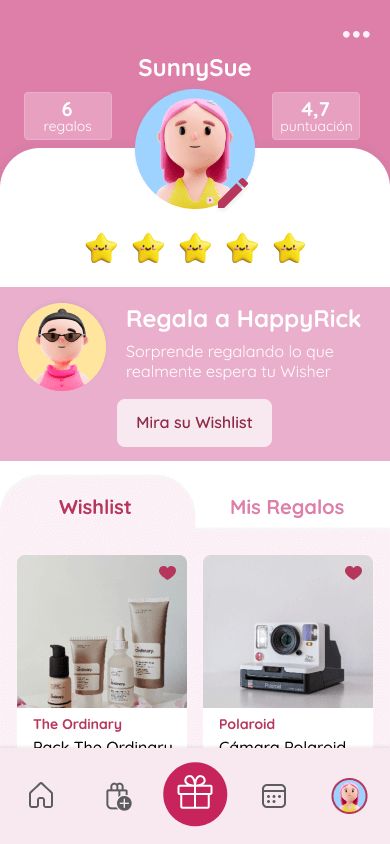 SunnySue
6
regalos
4,7
puntuación
Regala a HappyRick
Sorprende regalando lo que
realmente espera tu Wisher
Mira su Wishlist
Wishlist
Mis Regalos
The Ordinary
Pack The Ordinary
Polaroid
Cámara Polaroid